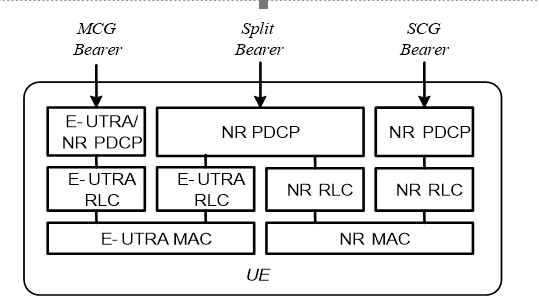 MCG
Bearer
Split
Bearer
SCG
Bearer
E-UTRA/
NR PDCP
NR PDCP
NR PDCP
E-UTRA
RLC
E-UTRA
RLC
NR RLC
NR RLC
E-UTRA MAC
NR MAC
UE